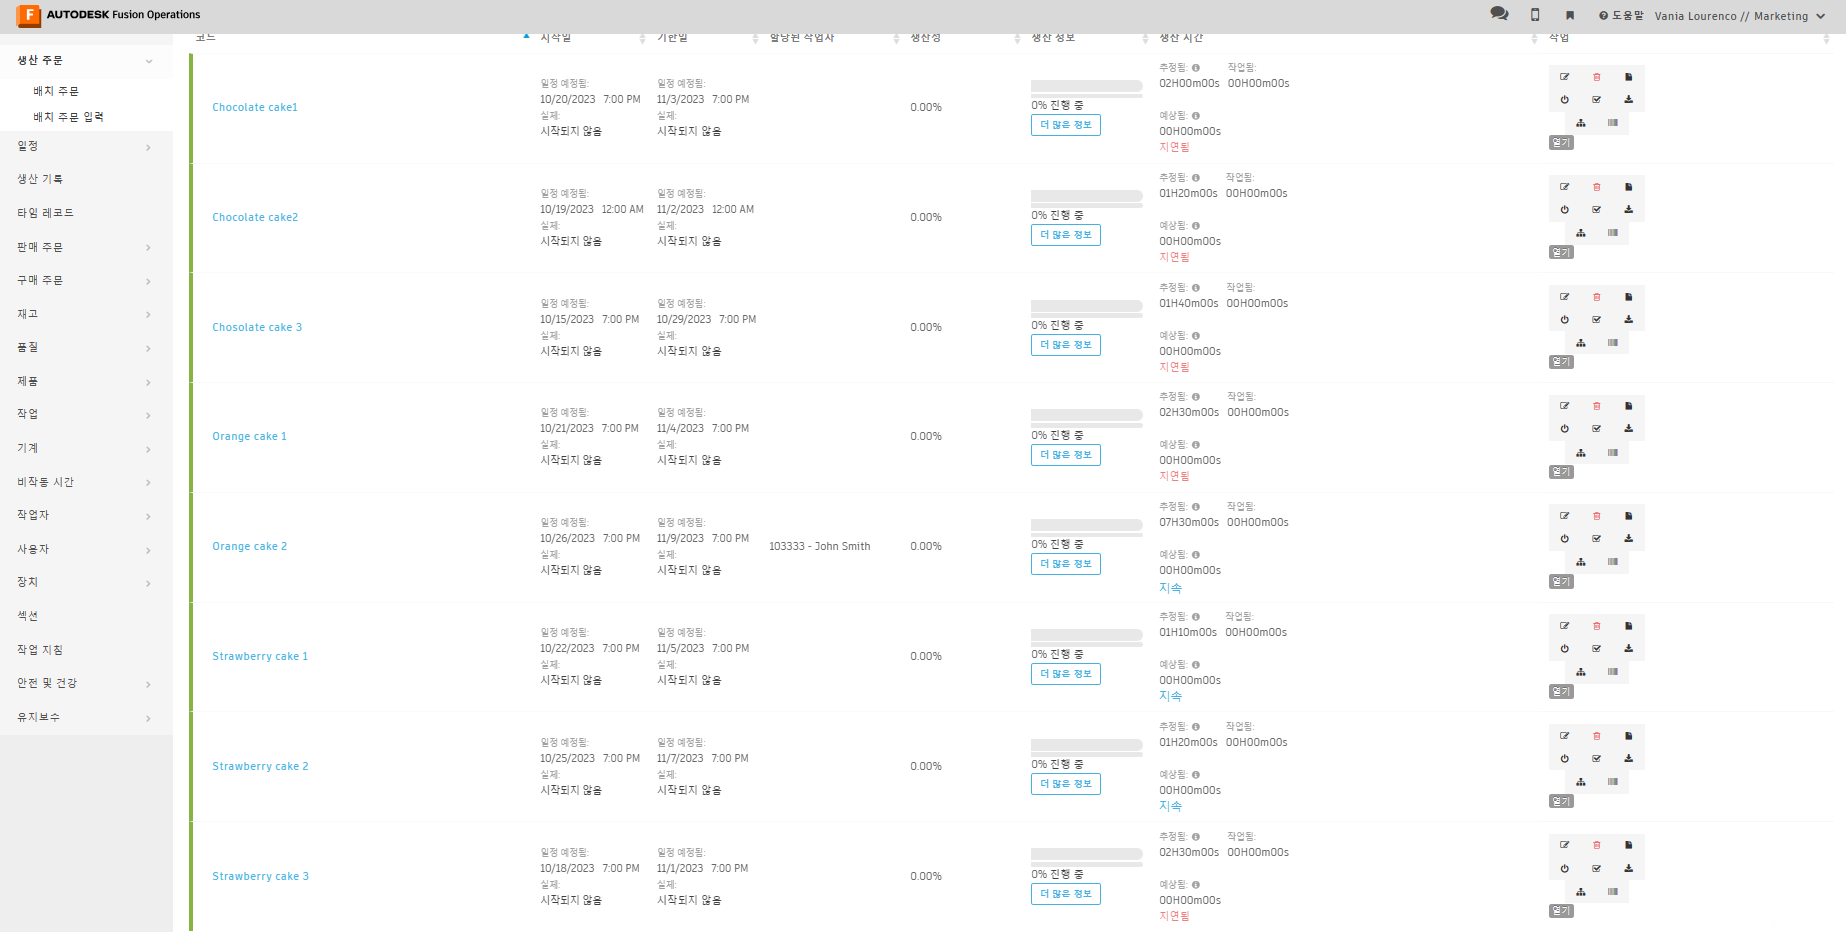 AUTODESK Fusion Operations
도움말 Vania Lourenco // Marketing
코드 시작일 기한일 할당된 작업자 생산성 생산 정보 생산 시간 작업
생산 주문
배치 주문
배치 주문 입력
일정
생산 기록
타임 레코드
판매 주문
구매 주문
재고
품질
제품
작업
기계
비작동 시간
작업자
사용자
장치
섹션
작업 지침
안전 및 건강
유지보수
Chocolate cake1
일정 예정됨: 일정 예정됨:
10/20/2023 7:00 PM 11/3/2023 7:00 PM
실제: 실제:
시작되지 않음 시작되지 않음
0.00%
0% 진행 중
더 많은 정보
추정됨: 작업됨:
02H00m00s 00H00m00s
예상됨:
00H00m00s
지연됨
열기
Chocolate cake2
일정 예정됨: 일정 예정됨:
10/19/2023 12:00 AM 11/2/2023 12:00 AM
실제: 실제:
시작되지 않음 시작되지 않음
0.00%
0% 진행 중
더 많은 정보
추정됨: 작업됨:
01H20m00s 00H00m00s
예상됨:
00H00m00s
지연됨
열기
Chosolate cake 3
일정 예정됨: 일정 예정됨:
10/15/2023 7:00 PM 10/29/2023 7:00 PM
실제: 실제:
시작되지 않음 시작되지 않음
0.00%
0% 진행 중
더 많은 정보
추정됨: 작업됨:
01H40m00s 00H00m00s
예상됨:
00H00m00s
지연됨
열기
Orange cake 1
일정 예정됨: 일정 예정됨:
10/21/2023 7:00 PM 11/4/2023 7:00 PM
실제: 실제:
시작되지 않음 시작되지 않음
0.00%
0% 진행 중
더 많은 정보
추정됨: 작업됨:
02H30m00s 00H00m00s
예상됨:
00H00m00s
지연됨
열기
Orange cake 2
일정 예정됨: 일정 예정됨:
10/26/2023 7:00 PM 11/9/2023 7:00 PM
실제: 실제:
시작되지 않음 시작되지 않음
103333 - John Smith
0.00%
0% 진행 중
더 많은 정보
추정됨: 작업됨:
07H30m00s 00H00m00s
예상됨:
00H00m00s
지속
열기
Strawberry cake 1
일정 예정됨: 일정 예정됨:
10/22/2023 7:00 PM 11/5/2023 7:00 PM
실제: 실제:
시작되지 않음 시작되지 않음
0.00%
0% 진행 중
더 많은 정보
추정됨: 작업됨:
01H10m00s 00H00m00s
예상됨:
00H00m00s
지속
열기
Strawberry cake 2
일정 예정됨: 일정 예정됨:
10/25/2023 7:00 PM 11/7/2023 7:00 PM
실제: 실제:
시작되지 않음 시작되지 않음
0.00%
0% 진행 중
더 많은 정보
추정됨: 작업됨:
01H20m00s 00H00m00s
예상됨:
00H00m00s
지속
열기
Strawberry cake 3
일정 예정됨: 일정 예정됨:
10/18/2023 7:00 PM 11/1/2023 7:00 PM
실제: 실제:
시작되지 않음 시작되지 않음
0.00%
0% 진행 중
더 많은 정보
추정됨: 작업됨:
02H30m00s 00H00m00s
예상됨:
00H00m00s
지연됨
열기